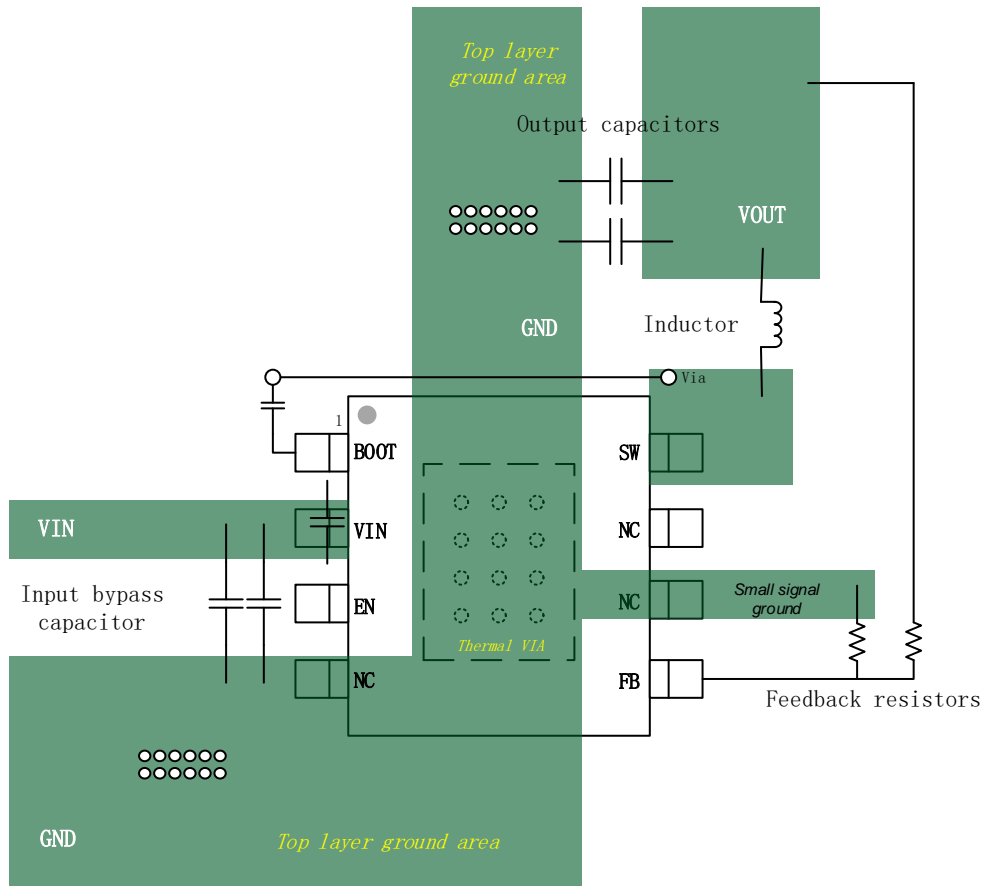 Top layer
ground area
Output capacitors
VOUT
GND
Inductor
Via
1
BOOT
SW
VIN
VIN
NC
Input bypass
capacitor
EN
NC
Small signal
ground
Thermal VIA
NC
FB
Feedback resistors
GND
Top layer ground area